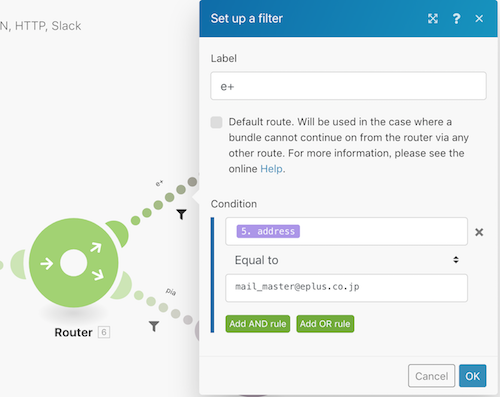 N, HTTP, Slack
Set up a filter
?
Label
e+
Default route. Will be used in the case where a
bundle cannot continue on from the router via any
other route. For more information, please see the
online Help.
Condition
5. address
Equal to
mail_master@eplus.co.jp
Add AND rule
Add OR rule
Cancel
OK
e+
pia
Router 6